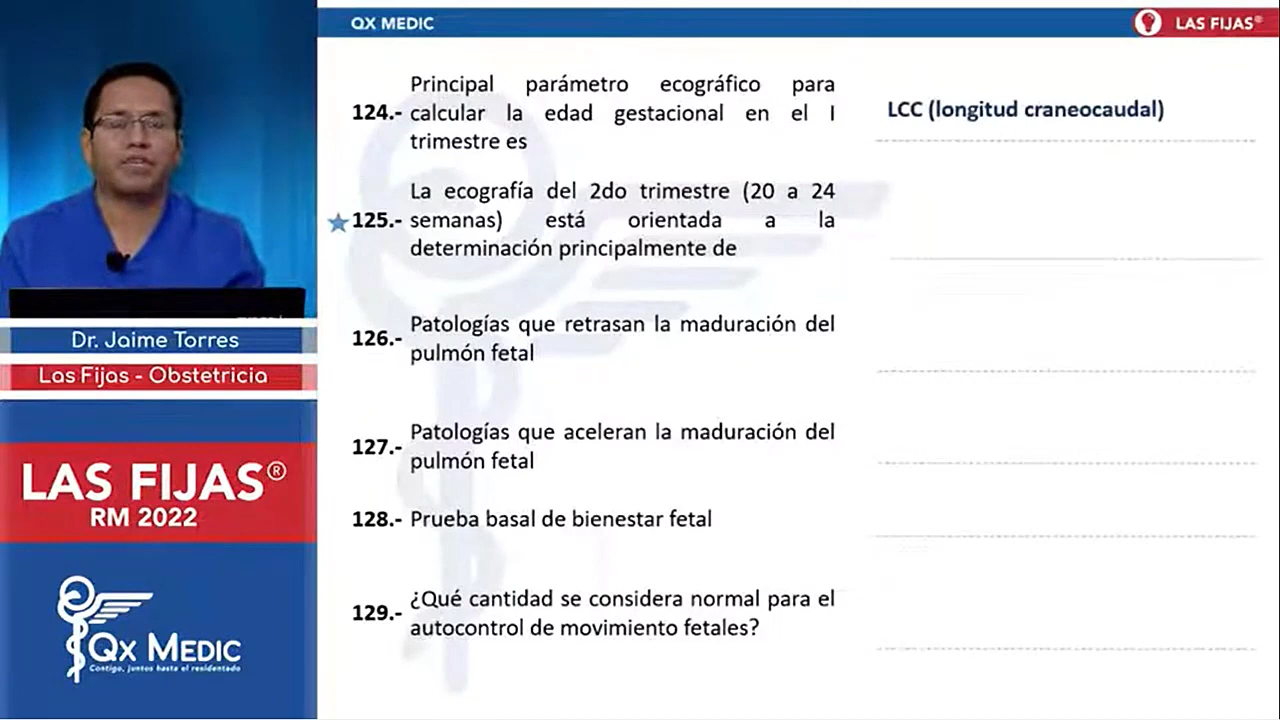 QX MEDIC
LAS FIJAS®
Principal parámetro ecográfico para
124.- calcular la edad gestacional en el I
trimestre es
LCC (longitud craneocaudal)
La ecografía del 2do trimestre (20 a 24
125.- semanas) está orientada a la
determinación principalmente de
Patologías que retrasan la maduración del
126.-
pulmón fetal
Patologías que aceleran la maduración del
127.-
pulmón fetal
128.- Prueba basal de bienestar fetal
¿Qué cantidad se considera normal para el
129.-
autocontrol de movimiento fetales?
Dr. Jaime Torres
Las Fijas - Obstetricia
LAS FIJAS®
RM 2022
QX MEDIC
Contigo, juntos hasta el residentado